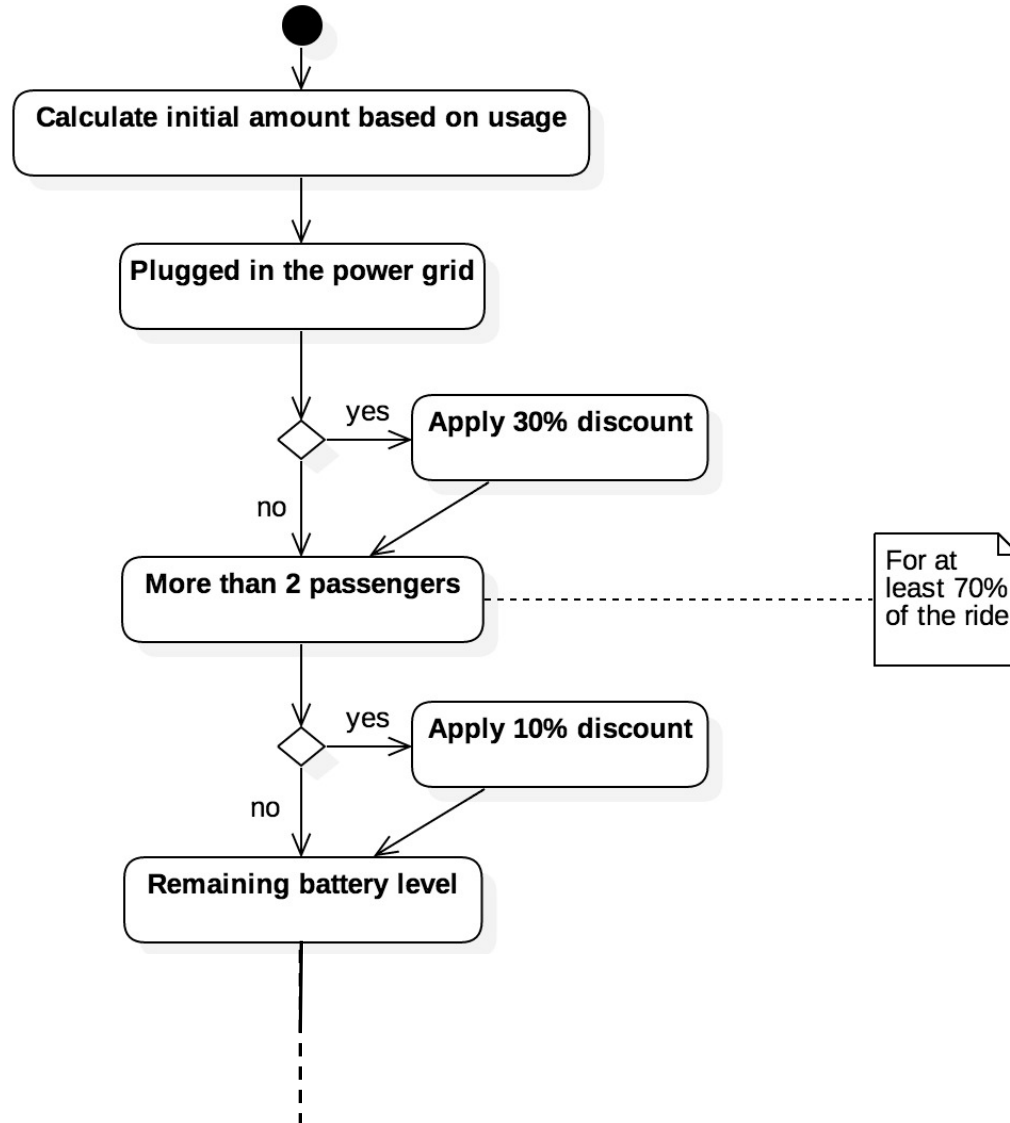 Calculate initial amount based on usage
Plugged in the power grid
yes
Apply 30% discount
no
More than 2 passengers
For at
least 70%
of the ride
yes
Apply 10% discount
no
Remaining battery level